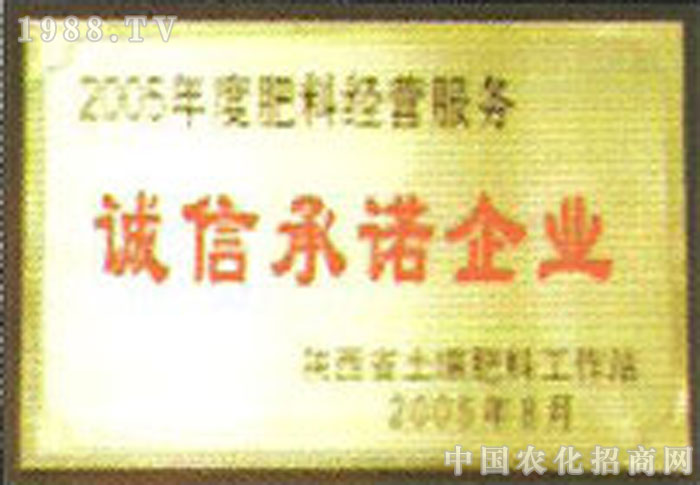 1988.TV
2005年度肥料经营服务
诚信承诺企业
陕西省土壤肥料工作站
2005年8月
中国农化招商网